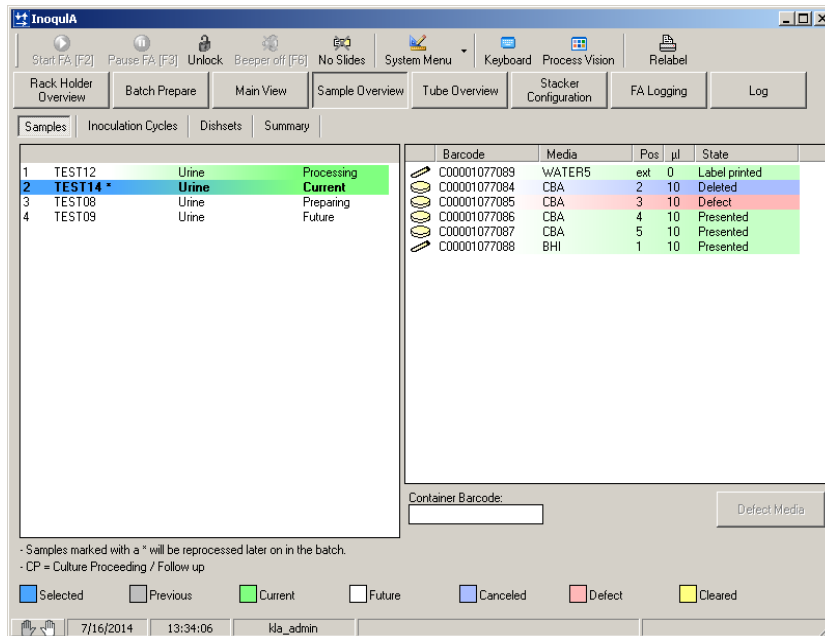 InoqulA
Start FA [F2] Pause FA [F3] Unlock Beeper off [F6] No Slides System Menu Keyboard Process Vision Relabel
Rack Holder Overview Batch Prepare Main View Sample Overview Tube Overview Stacker Configuration FA Logging Log
Samples Inoculation Cycles Dishsets Summary
Barcode Media Pos µl State
1 TEST12 Urine Processing
2 TEST14 * Urine Current
3 TEST08 Urine Preparing
4 TEST09 Urine Future
C00001077089 WATER5 ext 0 Label printed
C00001077084 CBA 2 10 Deleted
C00001077085 CBA 3 10 Defect
C00001077086 CBA 4 10 Presented
C00001077087 CBA 5 10 Presented
C00001077088 BHI 1 10 Presented
Container Barcode:
Defect Media
- Samples marked with a * will be reprocessed later on in the batch.
- CP = Culture Proceeding / Follow up
Selected Previous Current Future Canceled Defect Cleared
7/16/2014 13:34:06 kla_admin